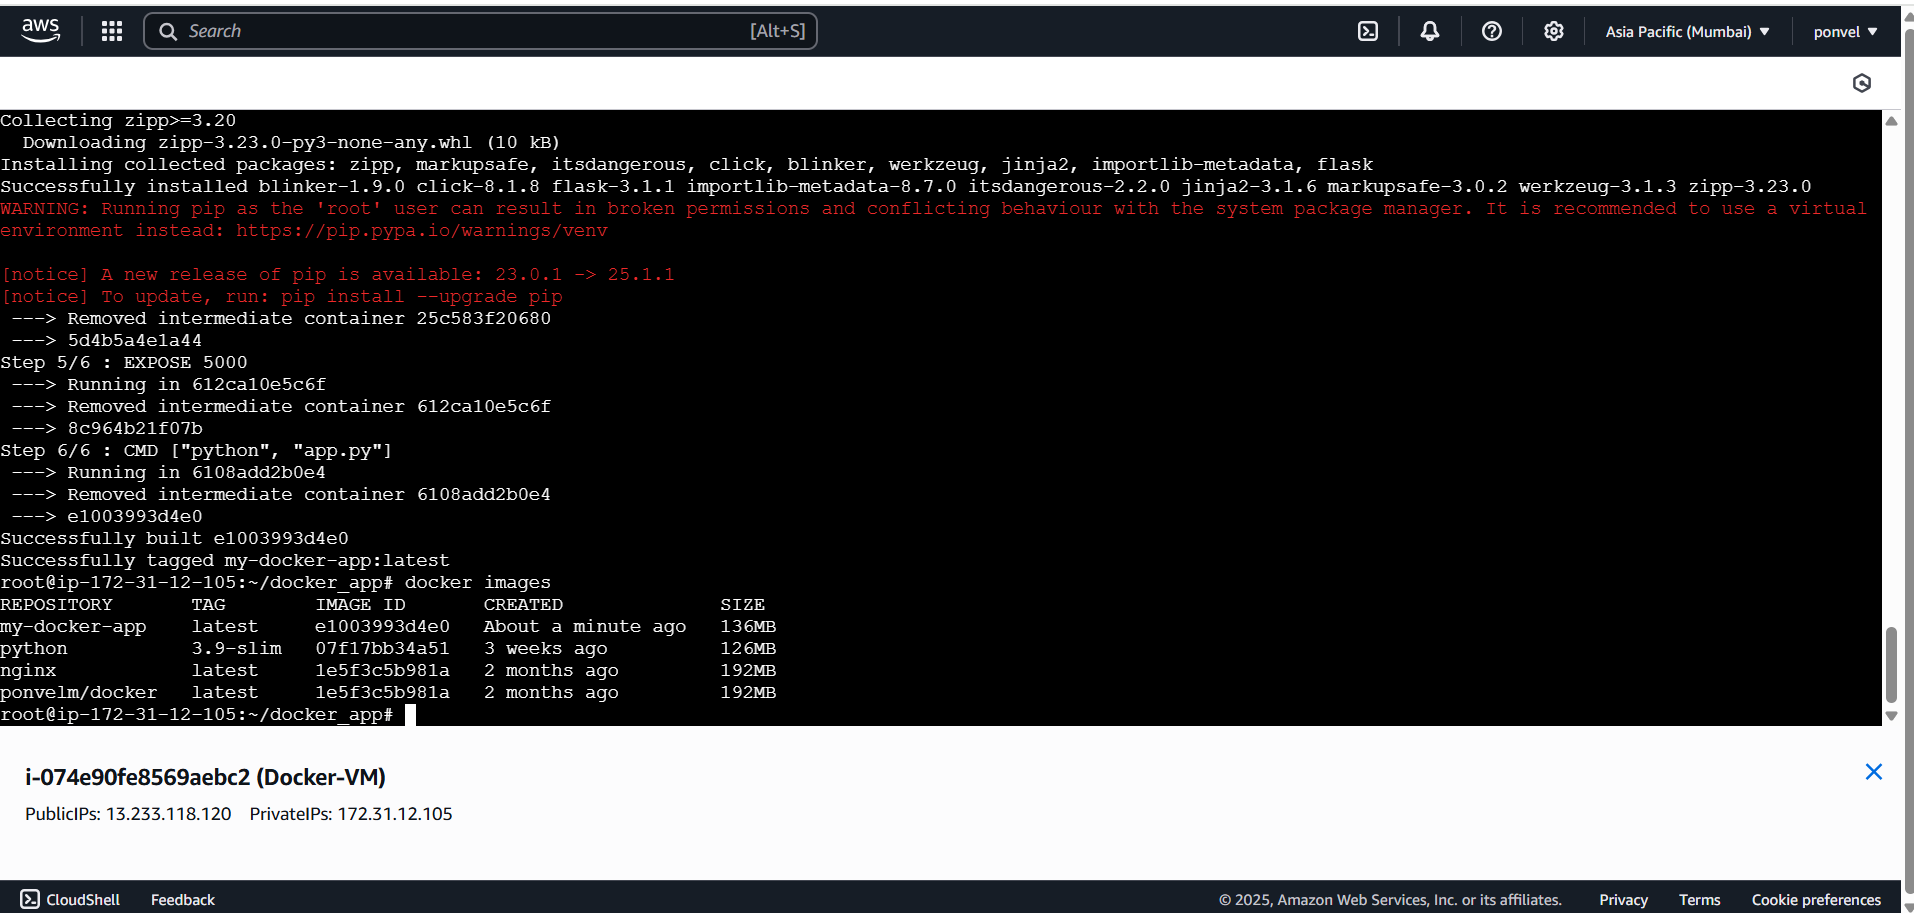 aws
Search [Alt+S]
Asia Pacific (Mumbai)
ponvel
Collecting zipp>=3.20
  Downloading zipp-3.23.0-py3-none-any.whl (10 kB)
Installing collected packages: zipp, markupsafe, itsdangerous, click, blinker, werkzeug, jinja2, importlib-metadata, flask
Successfully installed blinker-1.9.0 click-8.1.8 flask-3.1.1 importlib-metadata-8.7.0 itsdangerous-2.2.0 jinja2-3.1.6 markupsafe-3.0.2 werkzeug-3.1.3 zipp-3.23.0
WARNING: Running pip as the 'root' user can result in broken permissions and conflicting behaviour with the system package manager. It is recommended to use a virtual
environment instead: https://pip.pypa.io/warnings/venv
[notice] A new release of pip is available: 23.0.1 -> 25.1.1
[notice] To update, run: pip install --upgrade pip
 ---> Removed intermediate container 25c583f20680
 ---> 5d4b5a4e1a44
Step 5/6 : EXPOSE 5000
 ---> Running in 612ca10e5c6f
 ---> Removed intermediate container 612ca10e5c6f
 ---> 8c964b21f07b
Step 6/6 : CMD ["python", "app.py"]
 ---> Running in 6108add2b0e4
 ---> Removed intermediate container 6108add2b0e4
 ---> e1003993d4e0
Successfully built e1003993d4e0
Successfully tagged my-docker-app:latest
root@ip-172-31-12-105:~/docker_app# docker images
REPOSITORY       TAG        IMAGE ID       CREATED              SIZE
my-docker-app    latest     e1003993d4e0   About a minute ago   136MB
python           3.9-slim   07f17bb34a51   3 weeks ago          126MB
nginx            latest     1e5f3c5b981a   2 months ago         192MB
ponvelm/docker   latest     1e5f3c5b981a   2 months ago         192MB
root@ip-172-31-12-105:~/docker_app#
i-074e90fe8569aebc2 (Docker-VM)
PublicIPs: 13.233.118.120 PrivateIPs: 172.31.12.105
CloudShell Feedback © 2025, Amazon Web Services, Inc. or its affiliates. Privacy Terms Cookie preferences